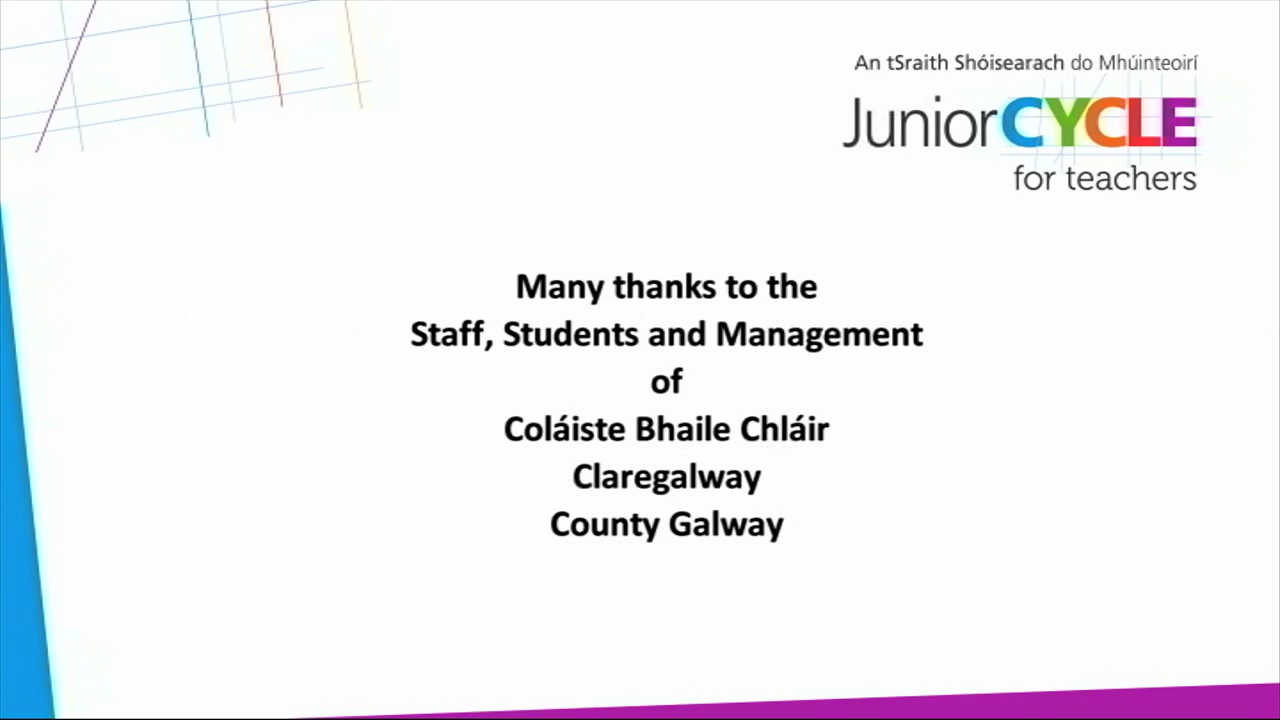 An tSraith Shóisearach do Mhúinteoirí
JuniorCYCLE
for teachers
Many thanks to the
Staff, Students and Management
of
Coláiste Bhaile Chláir
Claregalway
County Galway